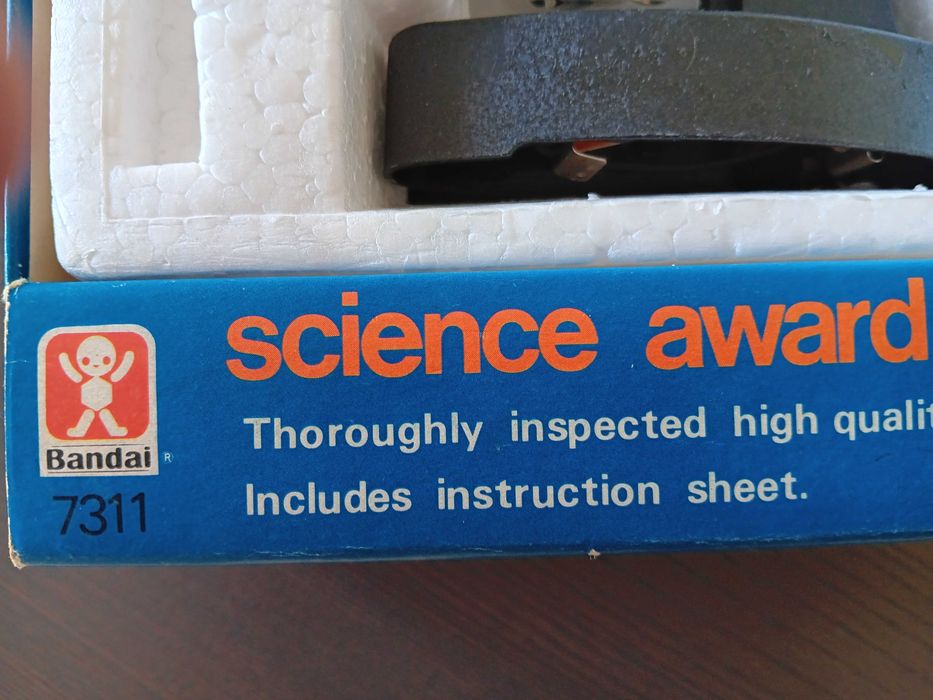 science award
Thoroughly inspected high qualit
Includes instruction sheet.
Bandai ®
7311